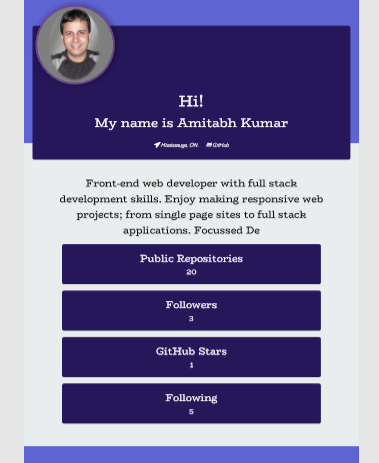 Hi!
My name is Amitabh Kumar
Mississauga, ON. GitHub
Front-end web developer with full stack
development skills. Enjoy making responsive web
projects; from single page sites to full stack
applications. Focussed De
Public Repositories
20
Followers
3
GitHub Stars
1
Following
5